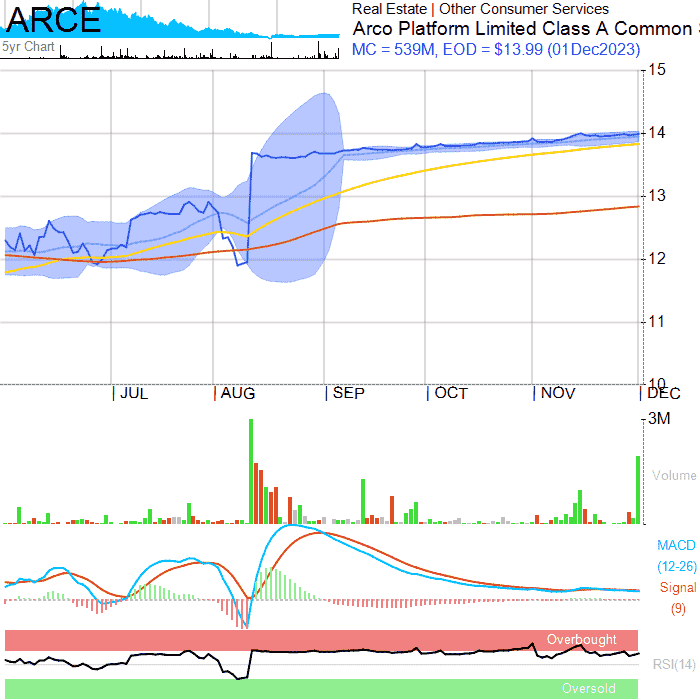 ARCE
5yr Chart
Real Estate | Other Consumer Services
Arco Platform Limited Class A Common
MC = 539M, EOD = $13.99 (01Dec2023)
15
14
13
12
11
10
JUL
AUG
SEP
OCT
NOV
DEC
3M
Volume
MACD
(12-26)
Signal
(9)
Overbought
RSI(14)
Oversold